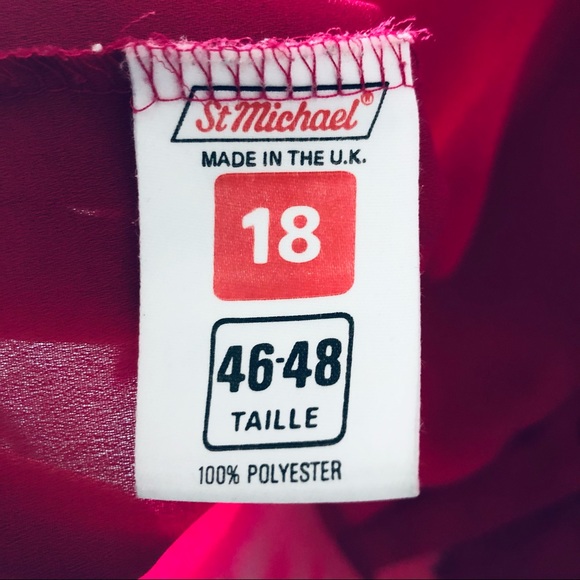 St Michael®
MADE IN THE U.K.
18
46-48
TAILLE
100% POLYESTER